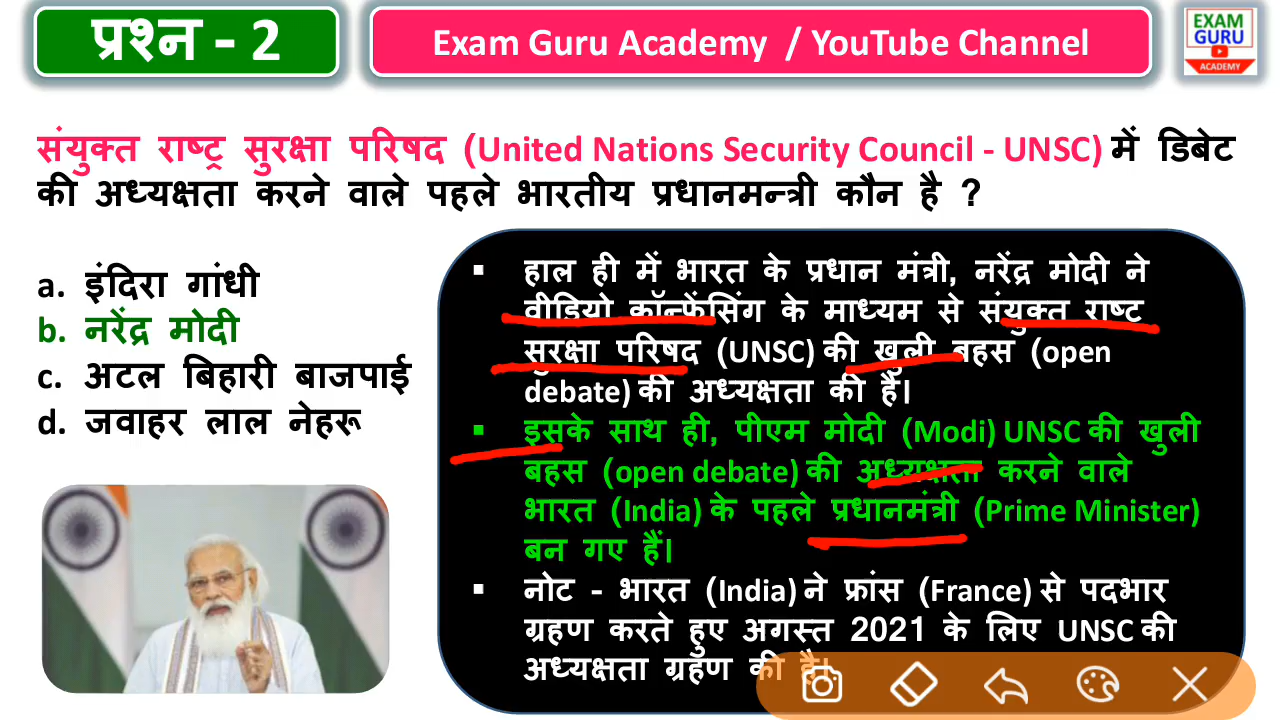 प्रश्न - 2
Exam Guru Academy / YouTube Channel
EXAM
GURU
ACADEMY
संयुक्त राष्ट्र सुरक्षा परिषद (United Nations Security Council - UNSC) में डिबेट
की अध्यक्षता करने वाले पहले भारतीय प्रधानमन्त्री कौन है ?
a. इंदिरा गांधी
b. नरेंद्र मोदी
c. अटल बिहारी बाजपाई
d. जवाहर लाल नेहरू
▪ हाल ही में भारत के प्रधान मंत्री, नरेंद्र मोदी ने
वीडियो कॉन्फ्रेंसिंग के माध्यम से संयुक्त राष्ट्र
सुरक्षा परिषद (UNSC) की खुली बहस (open
debate) की अध्यक्षता की हैं।
▪ इसके साथ ही, पीएम मोदी (Modi) UNSC की खुली
बहस (open debate) की अध्यक्षता करने वाले
भारत (India) के पहले प्रधानमंत्री (Prime Minister)
बन गए हैं।
▪ नोट - भारत (India) ने फ्रांस (France) से पदभार
ग्रहण करते हुए अगस्त 2021 के लिए UNSC की
अध्यक्षता ग्रहण की है।